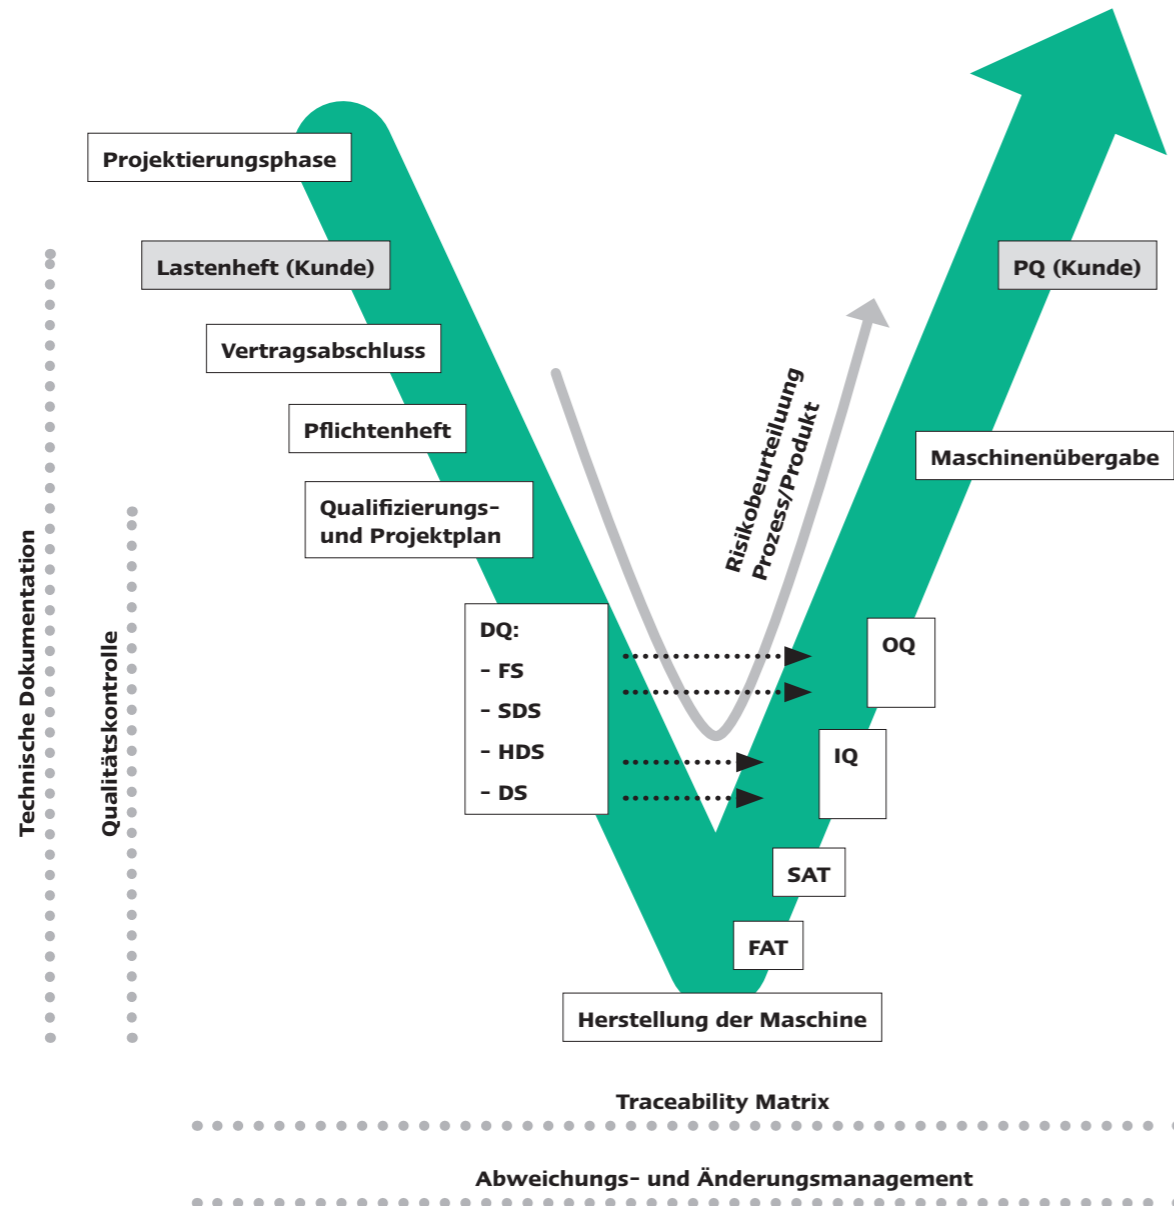 Projektierungsphase
Lastenheft (Kunde)
Vertragsabschluss
Pflichtenheft
Qualifizierungs-
und Projektplan
DQ:
- FS
- SDS
- HDS
- DS
Herstellung der Maschine
FAT
SAT
IQ
OQ
Maschinenübergabe
PQ (Kunde)
Risikobeurteiluung
Prozess/Produkt
Technische Dokumentation
Qualitätskontrolle
Traceability Matrix
Abweichungs- und Änderungsmanagement